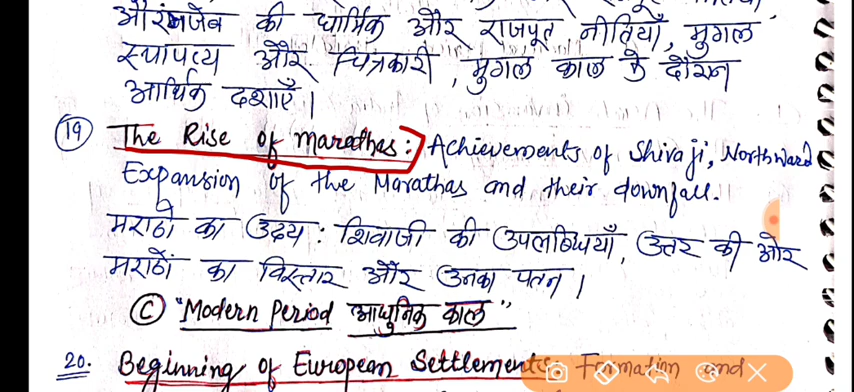 औरंगजेब की धार्मिक और राजपूत नीतियाँ, मुगल
स्थापत्य और चित्रकारी, मुगल काल के दौरान
आर्थिक दशाएँ।
19 The Rise of Marathas: Achievements of Shivaji, Northward
Expansion of the Marathas and their downfall.
मराठों का उदय: शिवाजी की उपलब्धियाँ, उत्तर की ओर
मराठों का विस्तार और उनका पतन।
C "Modern Period आधुनिक काल"
20. Beginning of European Settlements: Formation and